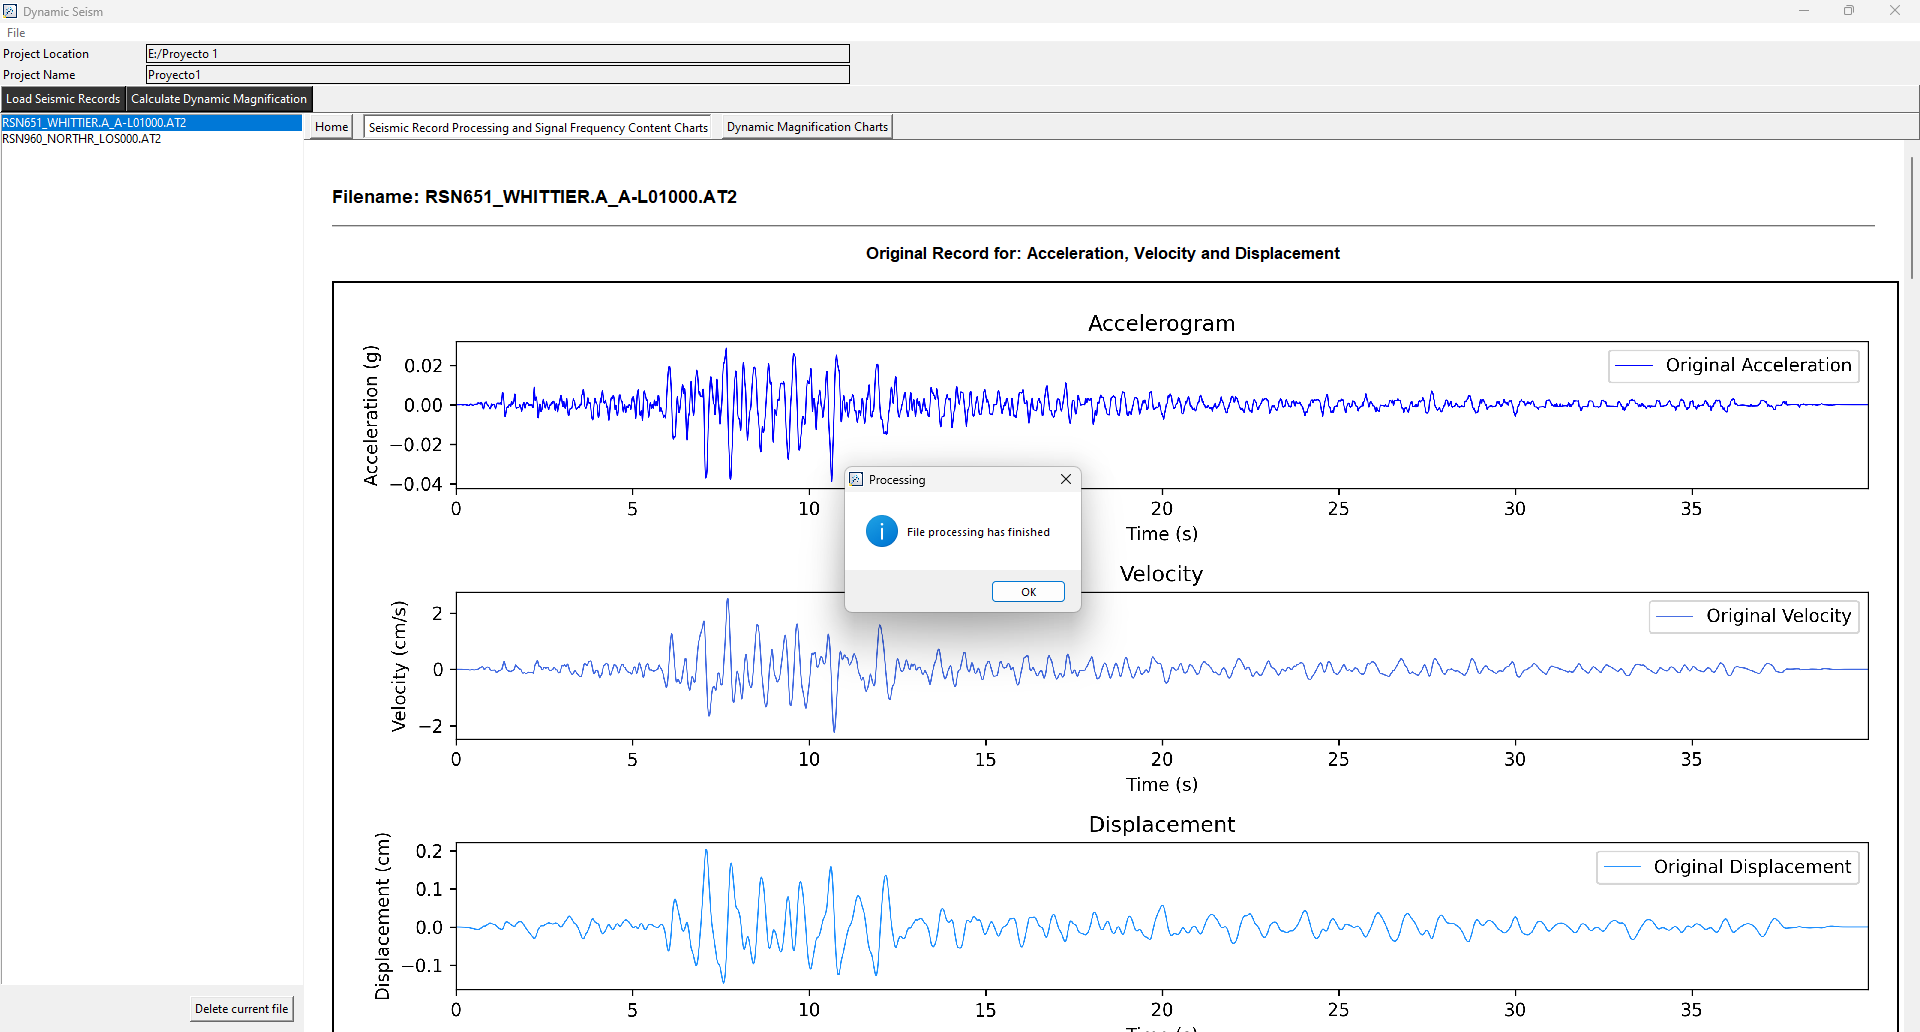 Dynamic Seism
File
Project Location E:/Proyecto 1
Project Name Proyecto1
Load Seismic Records Calculate Dynamic Magnification
RSN651_WHITTIER.A_A-L01000.AT2
RSN960_NORTHR_LOS000.AT2
Home Seismic Record Processing and Signal Frequency Content Charts Dynamic Magnification Charts
Filename: RSN651_WHITTIER.A_A-L01000.AT2
Original Record for: Acceleration, Velocity and Displacement
Accelerogram
Acceleration (g)
0.02
0.00
−0.02
−0.04
Original Acceleration
0 5 10 20 25 30 35
Time (s)
Processing
File processing has finished
OK
Velocity
Velocity (cm/s)
2
0
−2
Original Velocity
0 5 10 15 20 25 30 35
Time (s)
Displacement
Displacement (cm)
0.2
0.1
0.0
−0.1
Original Displacement
0 5 10 15 20 25 30 35
Delete current file